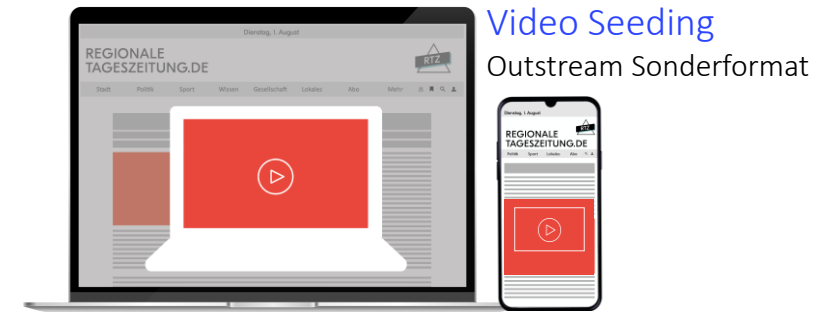 Video Seeding
Outstream Sonderformat
Dienstag, 1. August
REGIONALE
TAGESZEITUNG.DE
RTZ
Stadt Politik Sport Wissen Gesellschaft Lokales Abo Mehr
Dienstag, 1. August
REGIONALE
TAGESZEITUNG.DE
RTZ
Politik Sport Lokales Abo